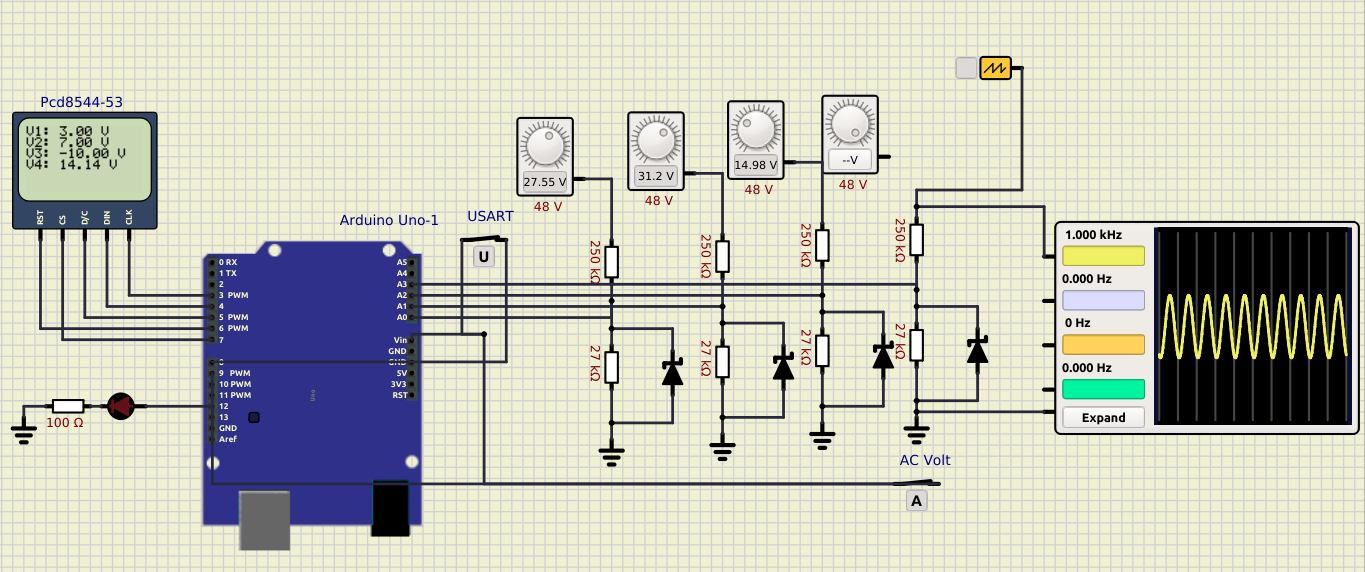 Pcd8544-53
V1: 3.00 V
V2: 7.00 V
V3: -10.00 V
V4: 14.14 V
RST
CS
D/C
DIN
CLK
Arduino Uno-1
USART
U
0 RX
1 TX
2
3 PWM
4
5 PWM
6 PWM
7
8
9 PWM
10 PWM
11 PWM
12
13
GND
Aref
A5
A4
A3
A2
A1
A0
Vin
GND
GND
5V
3V3
RST
Uno
100 Ω
27.55 V
48 V
31.2 V
48 V
14.98 V
48 V
--V
48 V
250 kΩ
250 kΩ
250 kΩ
250 kΩ
27 kΩ
27 kΩ
27 kΩ
27 kΩ
AC Volt
A
1.000 kHz
0.000 Hz
0 Hz
0.000 Hz
Expand